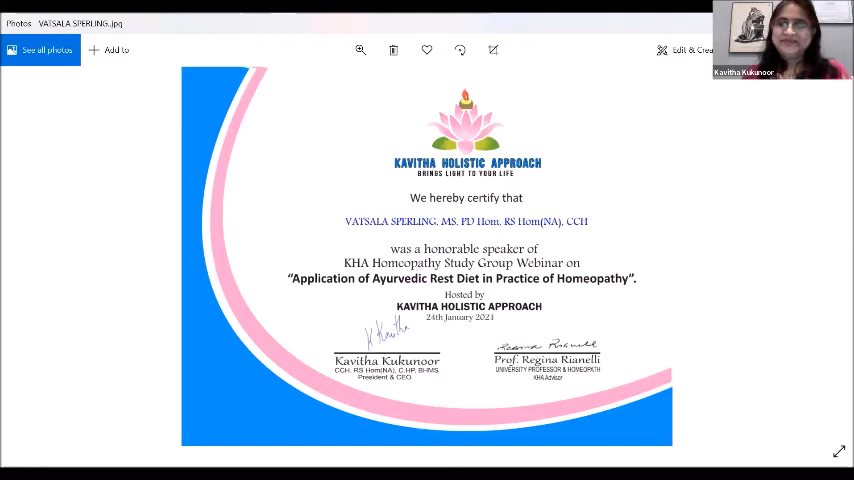 Photos VATSALA SPERLING.jpg
See all photos
Add to
Edit & Crea
Kavitha Kukunoor
KAVITHA HOLISTIC APPROACH
BRINGS LIGHT TO YOUR LIFE
We hereby certify that
VATSALA SPERLING, MS, PD Hom, RS Hom(NA), CCH
was a honorable speaker of
KHA Homeopathy Study Group Webinar on
“Application of Ayurvedic Rest Diet in Practice of Homeopathy”.
Hosted by
KAVITHA HOLISTIC APPROACH
24th January 2021
K Kavitha
Regina Rianelli
Kavitha Kukunoor
CCH, RS Hom(NA), C.HP, BHMS
President & CEO
Prof. Regina Rianelli
UNIVERSITY PROFESSOR & HOMEOPATH
KHA Advisor